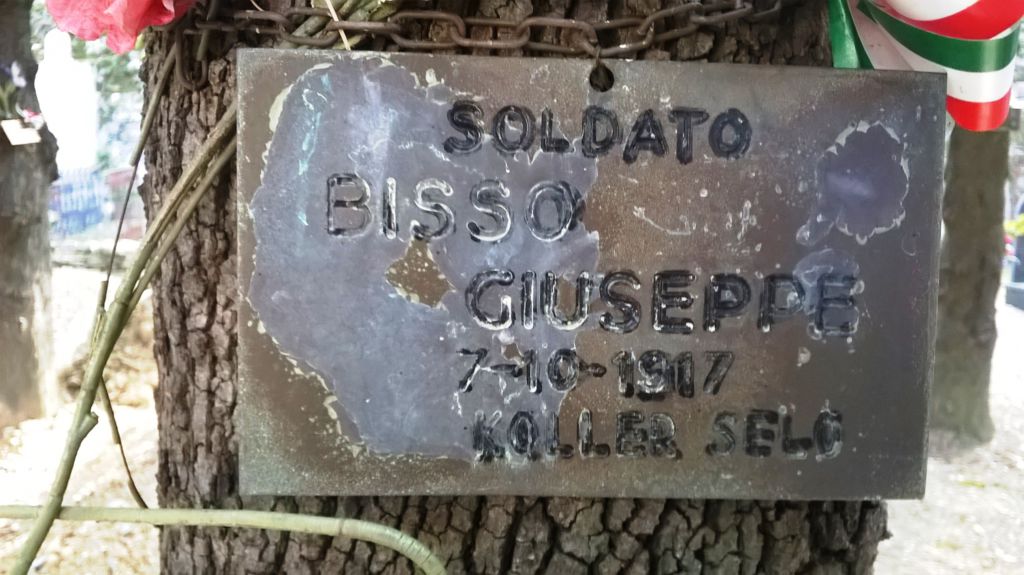 SOLDATO
BISSO
GIUSEPPE
7-10-1917
KOLLER SELO